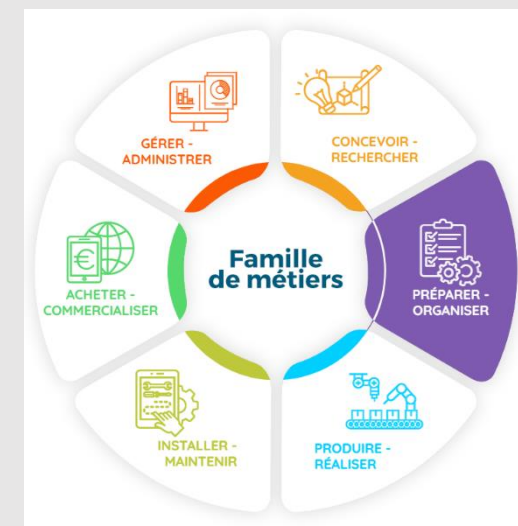 GÉRER -
ADMINISTRER
CONCEVOIR -
RECHERCHER
Famille
de métiers
ACHETER -
COMMERCIALISER
PRÉPARER -
ORGANISER
INSTALLER -
MAINTENIR
PRODUIRE -
RÉALISER